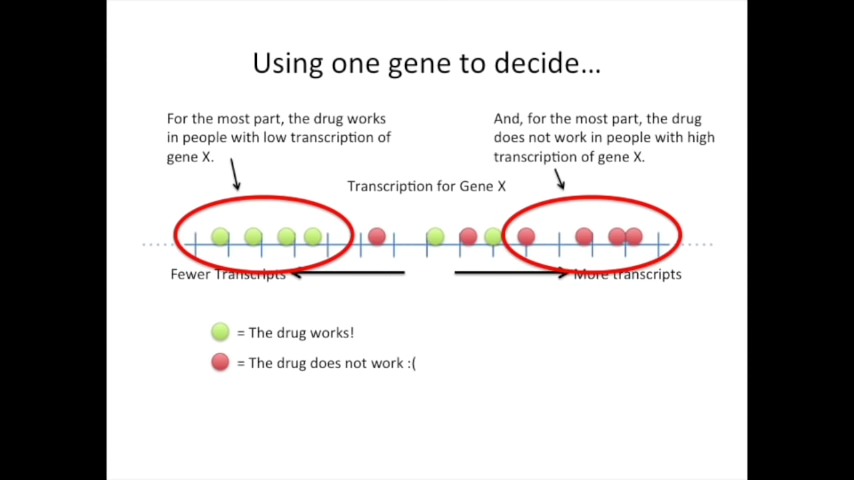 Using one gene to decide...
For the most part, the drug works
in people with low transcription of
gene X.
And, for the most part, the drug
does not work in people with high
transcription of gene X.
Transcription for Gene X
Fewer Transcripts
More transcripts
= The drug works!
= The drug does not work :(